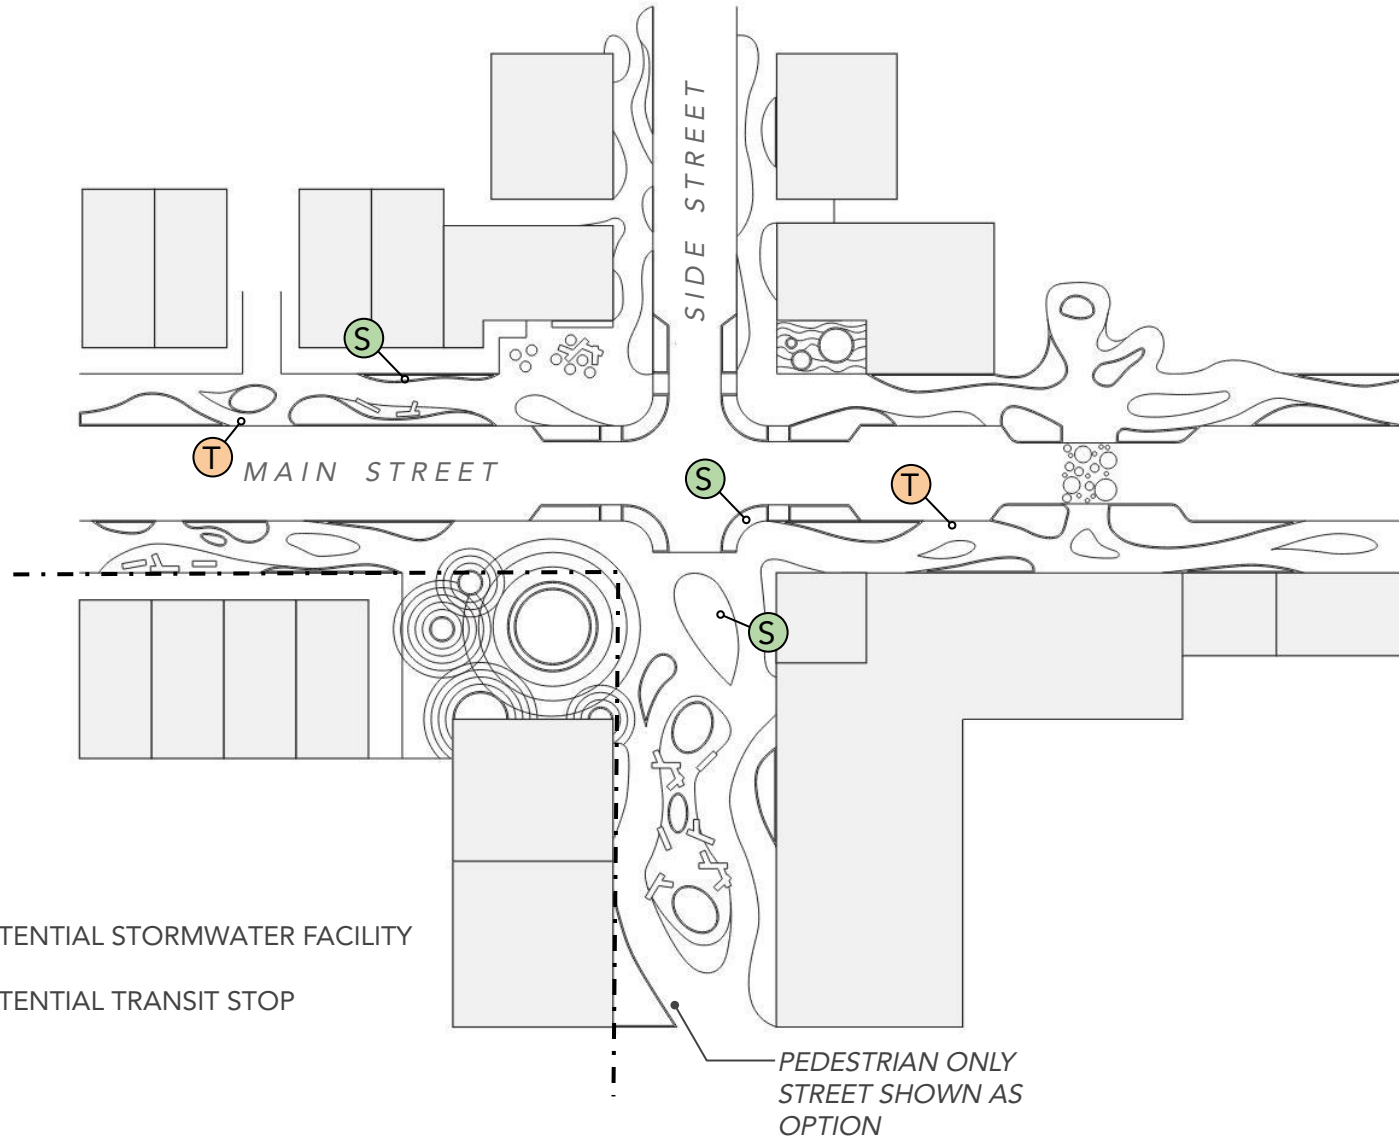 SIDE STREET
S
T
MAIN STREET
S
T
S
TENTIAL STORMWATER FACILITY
TENTIAL TRANSIT STOP
PEDESTRIAN ONLY
STREET SHOWN AS
OPTION